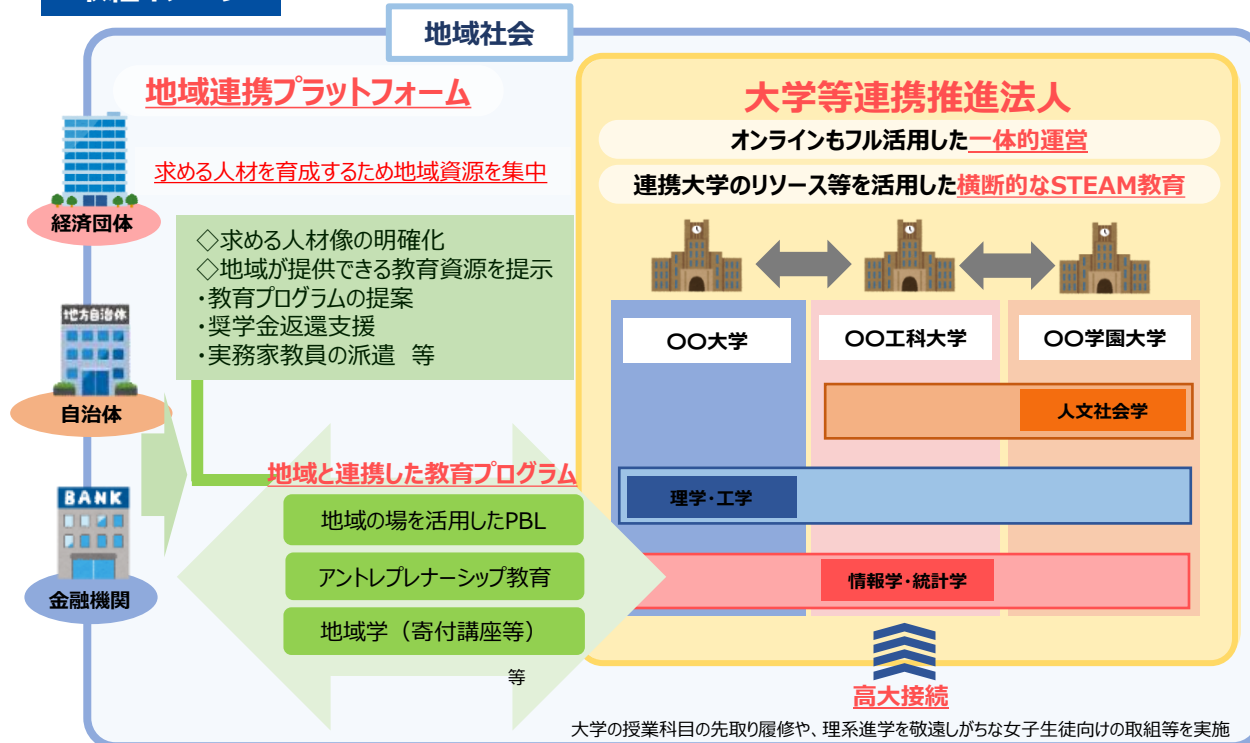 地域社会
地域連携プラットフォーム
求める人材を育成するため地域資源を集中
経済団体
◇求める人材像の明確化
◇地域が提供できる教育資源を提示
・教育プログラムの提案
・奨学金返還支援
・実務家教員の派遣 等
地方自治体
自治体
BANK
金融機関
地域と連携した教育プログラム
地域の場を活用したPBL
アントレプレナーシップ教育
地域学（寄付講座等）
等
大学等連携推進法人
オンラインもフル活用した一体的運営
連携大学のリソース等を活用した横断的なSTEAM教育
〇〇大学
〇〇工科大学
〇〇学園大学
人文社会学
理学・工学
情報学・統計学
高大接続
大学の授業科目の先取り履修や、理系進学を敬遠しがちな女子生徒向けの取組等を実施